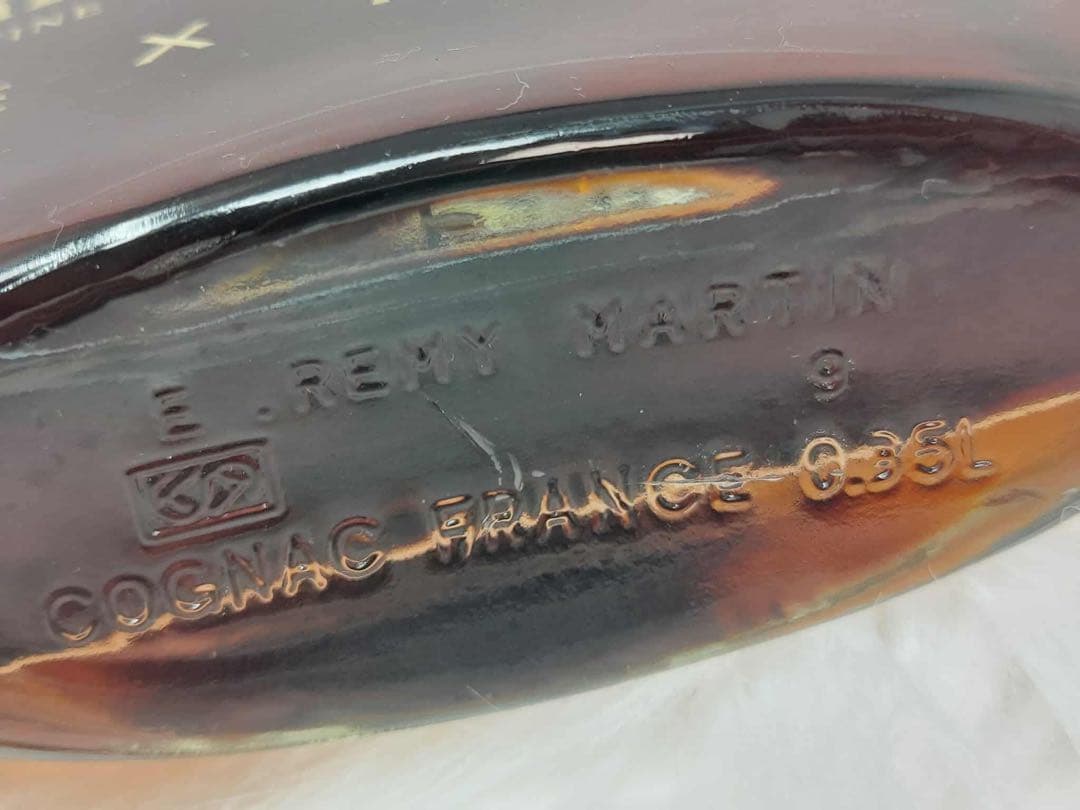 X
E .REMY MARTIN
9
COGNAC FRANCE 0.35L